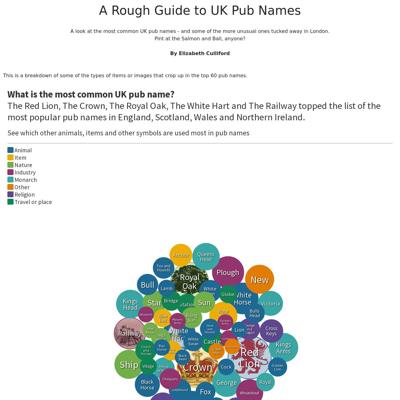 A Rough Guide to UK Pub Names
A look at the most common UK pub names - and some of the more unusual ones tucked away in London.
Pint at the Salmon and Ball, anyone?
By Elizabeth Culliford
This is a breakdown of some of the types of items or images that crop up in the top 60 pub names.
What is the most common UK pub name?
The Red Lion, The Crown, The Royal Oak, The White Hart and The Railway topped the list of the
most popular pub names in England, Scotland, Wales and Northern Ireland.
See which other animals, items and other symbols are used most in pub names
Animal
Item
Nature
Industry
Monarch
Other
Religion
Travel or place
Queens
Head
Plough
New
Royal
Oak
Bull
Lamb
White
Globe
White
Horse
Victoria
Kings
Head
Star
Bridge
Sun
Bulls
Head
Cross
Keys
Railway
White
Hart
Lion
Castle
Kings
Arms
Red
Lion
Ship
Village
Crown
Cock
Black
Horse
George
Royal
Fox
Wheatsheaf